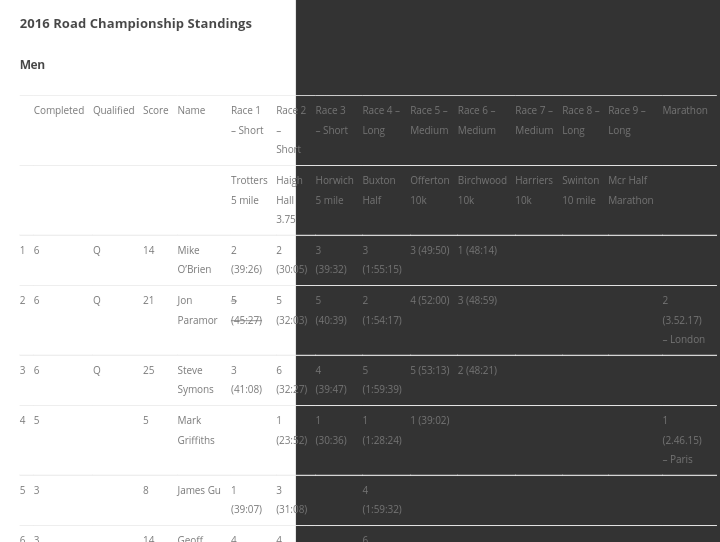 2016 Road Championship Standings
Men
Completed Qualified Score Name Race 1 – Short Race 2 – Short Race 3 – Short Race 4 – Long Race 5 – Medium Race 6 – Medium Race 7 – Medium Race 8 – Long Race 9 – Long Marathon
Trotters 5 mile Haigh Hall 3.75 Horwich 5 mile Buxton Half Offerton 10k Birchwood 10k Harriers 10k Swinton 10 mile Mcr Half Marathon
1 6 Q 14 Mike O'Brien 2 (39:26) 2 (30:05) 3 (39:32) 3 (1:55:15) 3 (49:50) 1 (48:14)
2 6 Q 21 Jon Paramor 5 (45:27) 5 (32:03) 5 (40:39) 2 (1:54:17) 4 (52:00) 3 (48:59) 2 (3.52.17) – London
3 6 Q 25 Steve Symons 3 (41:08) 6 (32:27) 4 (39:47) 5 (1:59:39) 5 (53:13) 2 (48:21)
4 5 5 Mark Griffiths 1 (23:52) 1 (30:36) 1 (1:28:24) 1 (39:02) 1 (2.46.15) – Paris
5 3 8 James Gu 1 (39:07) 3 (31:08) 4 (1:59:32)
6 3 14 Geoff 4 4 6